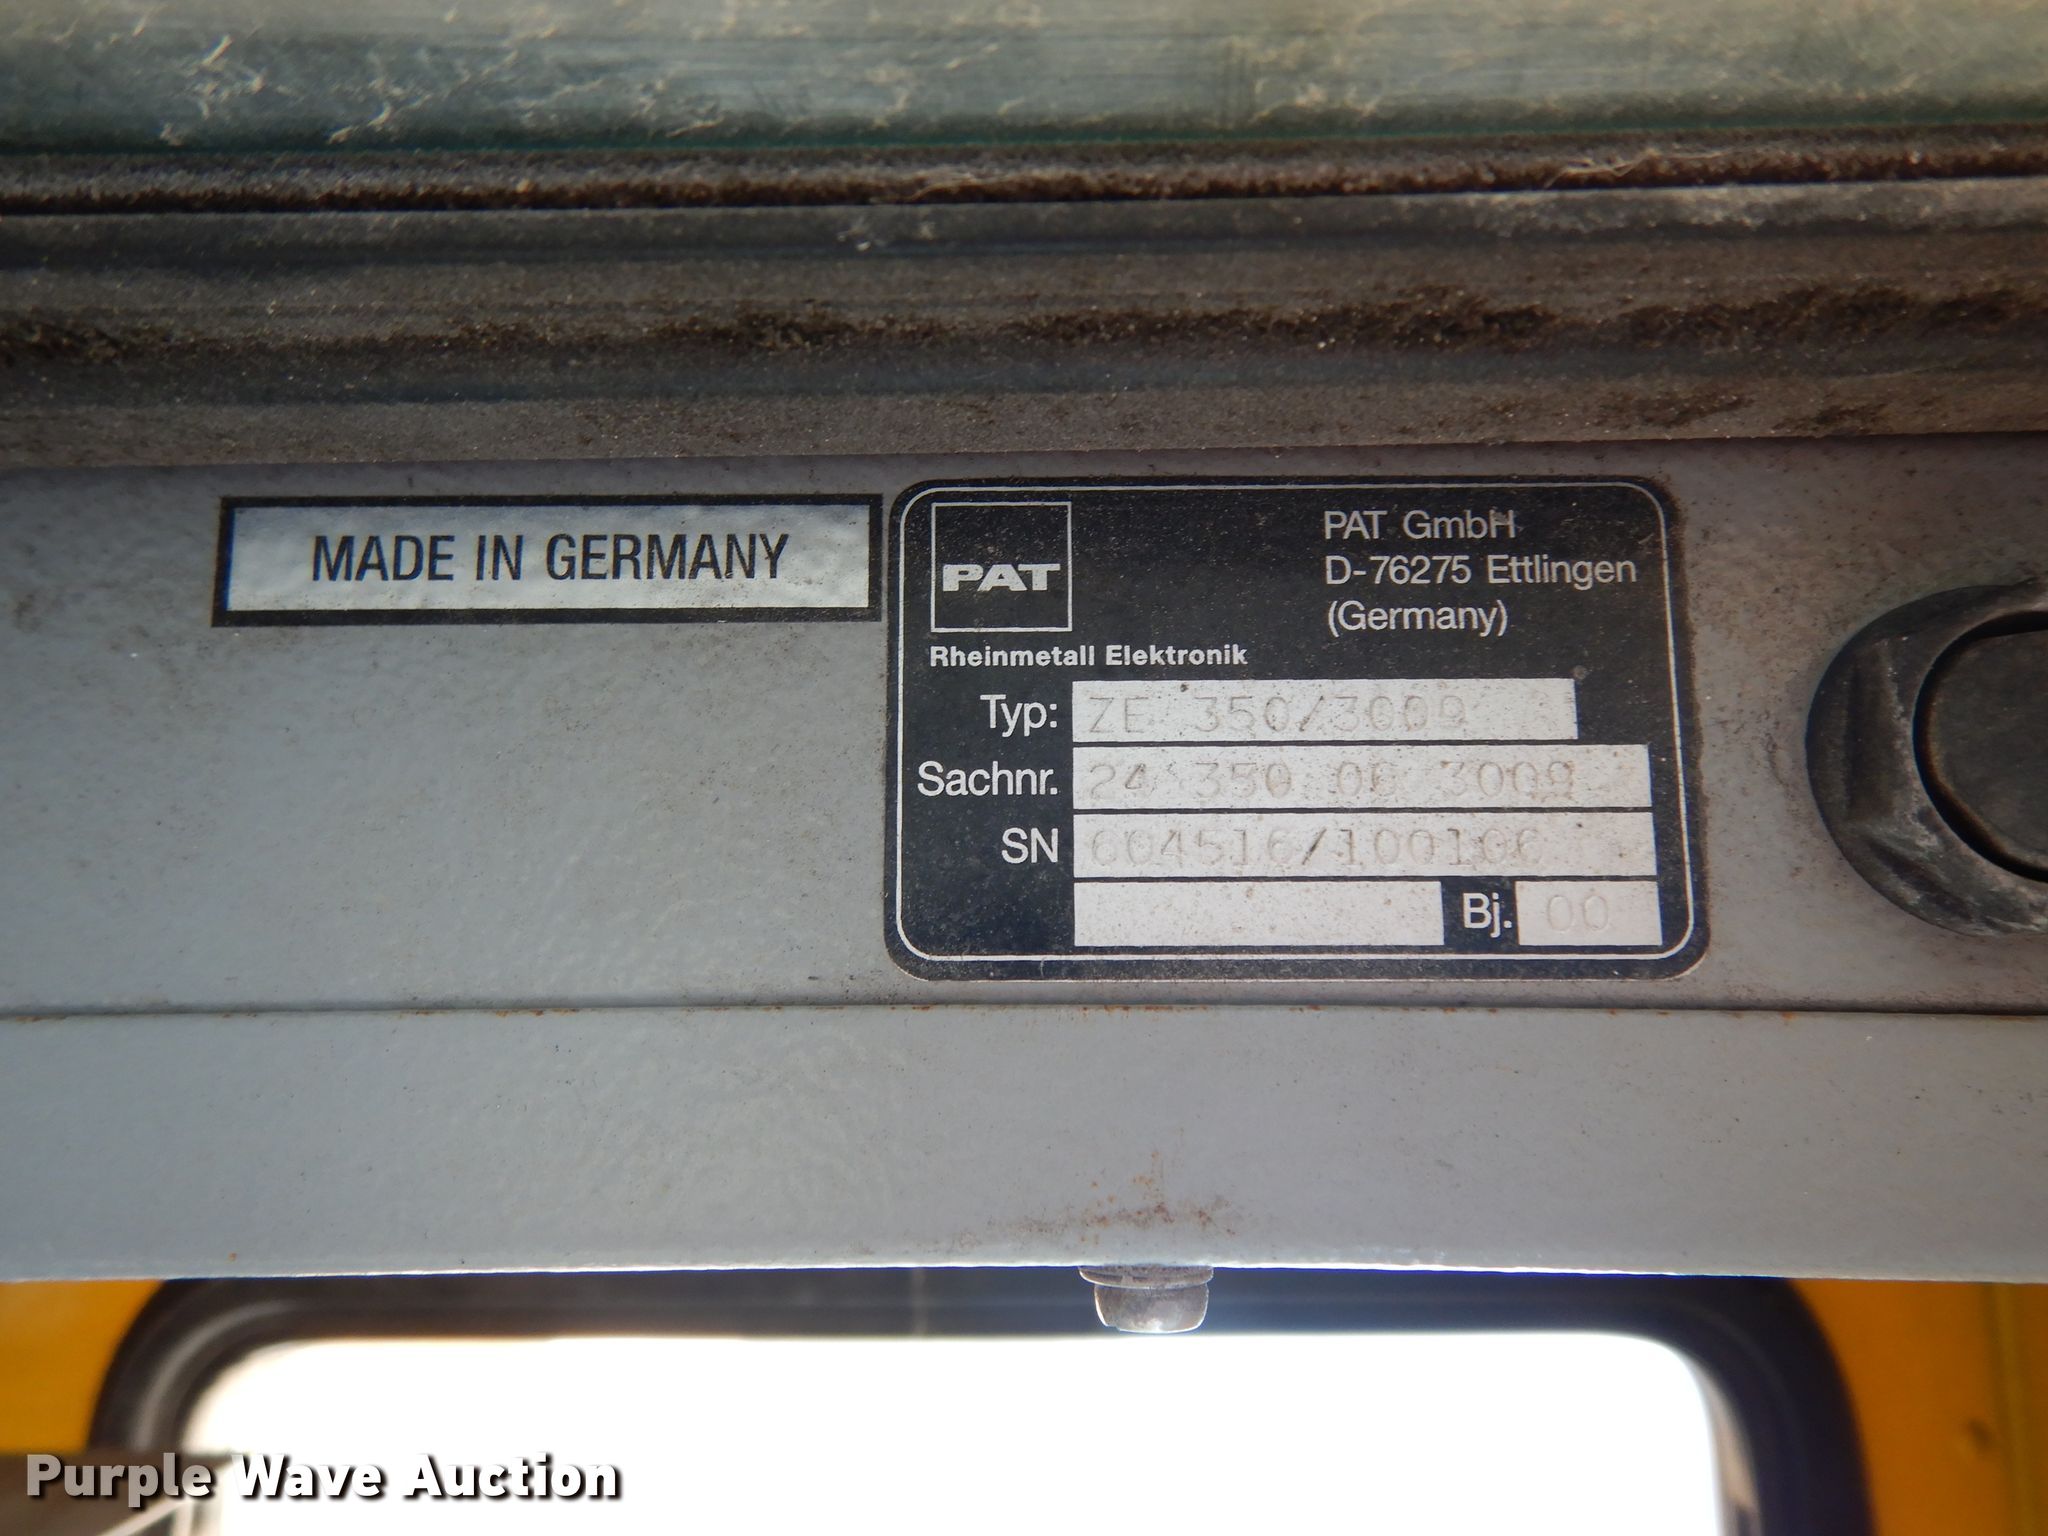 MADE IN GERMANY
PAT
PAT GmbH
D-76275 Ettlingen
(Germany)
Rheinmetall Elektronik
Typ: ZE 350/3009
Sachnr. 24 350 06 3009
SN 604516/100106
Bj. 00
Purple Wave Auction